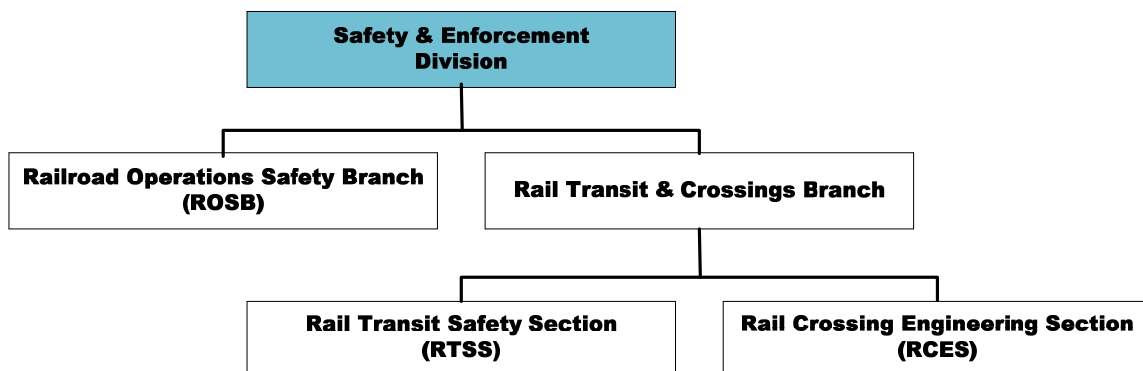 Safety & Enforcement
Division
Railroad Operations Safety Branch
(ROSB)
Rail Transit & Crossings Branch
Rail Transit Safety Section
(RTSS)
Rail Crossing Engineering Section
(RCES)